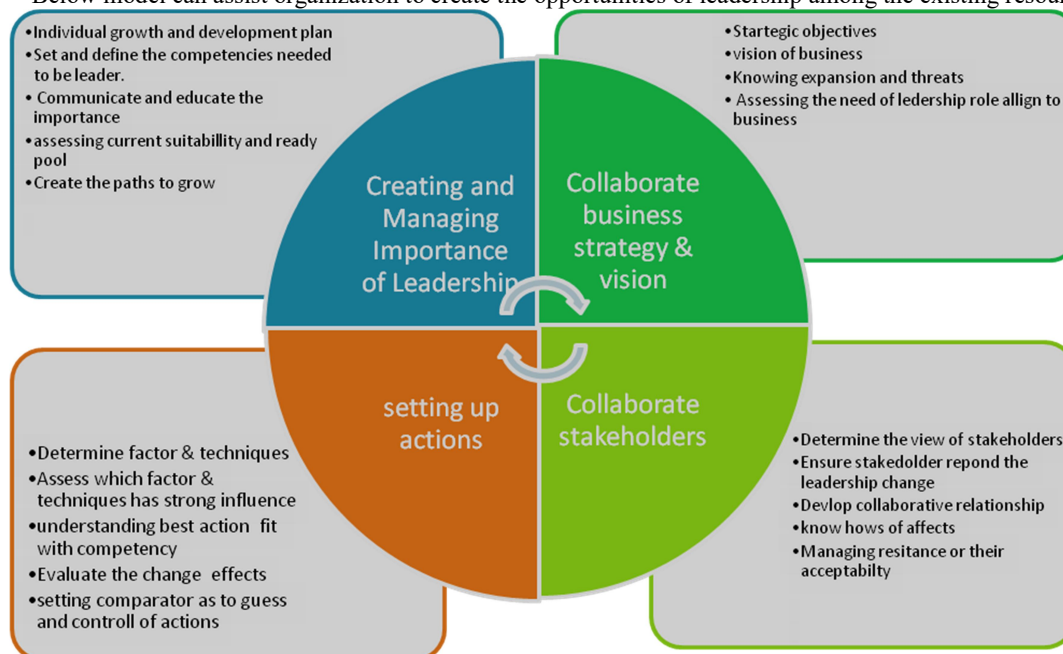 Below model can assist organization to create the opportunities of leadership among the existing resour
•Individual growth and development plan
•Set and define the competencies needed
to be leader.
• Communicate and educate the
importance
•assessing current suitabillity and ready
pool
•Create the paths to grow
•Startegic objectives
•vision of business
•Knowing expansion and threats
• Assessing the need of ledership role allign to
business
Creating and
Managing
Importance
of Leadership
Collaborate
business
strategy &
vision
setting up
actions
Collaborate
stakeholders
•Determine factor & techniques
•Assess which factor &
techniques has strong influence
•understanding best action fit
with competency
•Evaluate the change effects
•setting comparator as to guess
and controll of actions
•Determine the view of stakeholders
•Ensure stakedolder repond the
leadership change
•Devlop collaborative relationship
•know hows of affects
•Managing resitance or their
acceptabilty